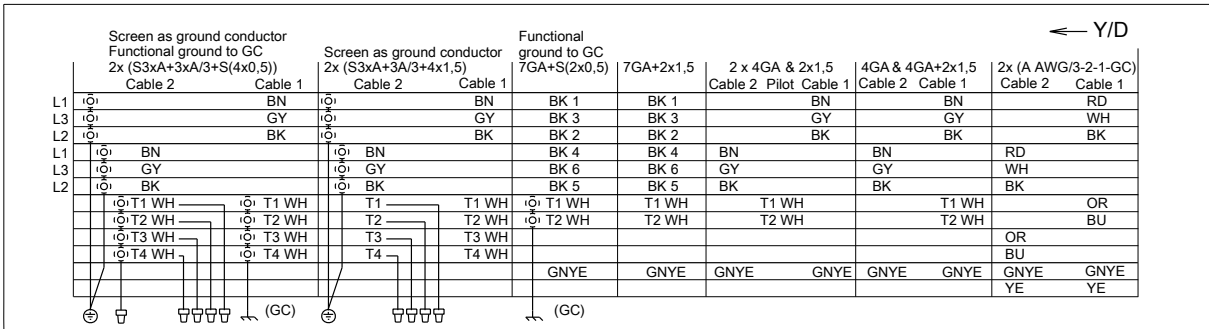 Y/D
Screen as ground conductor
Functional ground to GC
2x (S3xA+3xA/3+S(4x0,5))
Screen as ground conductor
2x (S3xA+3A/3+4x1,5)
Functional
ground to GC
7GA+S(2x0,5)
7GA+2x1,5
2 x 4GA & 2x1,5
4GA & 4GA+2x1,5
2x (A AWG/3-2-1-GC)
Cable 2 Cable 1 Cable 2 Cable 1 Cable 2 Pilot Cable 1 Cable 2 Cable 1 Cable 2 Cable 1
L1 BN BN BK 1 BK 1 BN BN RD
L3 GY GY BK 3 BK 3 GY GY WH
L2 BK BK BK 2 BK 2 BK BK BK
L1 BN BN BK 4 BK 4 BN BN RD
L3 GY GY BK 6 BK 6 GY GY WH
L2 BK BK BK 5 BK 5 BK BK BK
T1 WH T1 WH T1 T1 WH T1 WH T1 WH T1 WH T1 WH OR
T2 WH T2 WH T2 T2 WH T2 WH T2 WH T2 WH T2 WH BU
T3 WH T3 WH T3 T3 WH OR
T4 WH T4 WH T4 T4 WH BU
GNYE GNYE GNYE GNYE GNYE GNYE GNYE GNYE
YE YE
(GC) (GC)